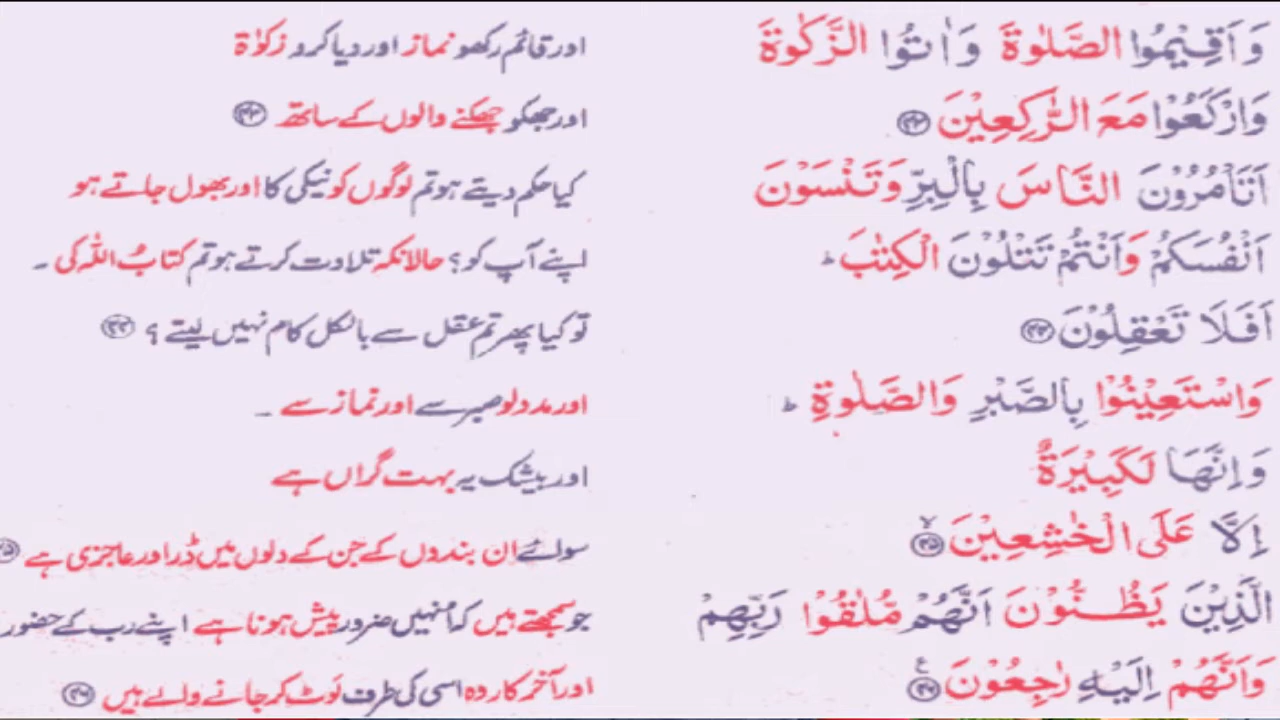 وَاَقِيْمُوا الصَّلٰوةَ وَاٰتُوا الزَّكٰوةَ
اور قائم رکھو نماز اور دیا کرو زکوٰۃ
وَارْكَعُوْا مَعَ الرّٰكِعِيْنَ ﴿۴۳﴾
اور جھکو جھکنے والوں کے ساتھ ﴿۴۳﴾
اَتَاْمُرُوْنَ النَّاسَ بِالْبِرِّ وَتَنْسَوْنَ
کیا حکم دیتے ہو تم لوگوں کو نیکی کا اور بھول جاتے ہو
اَنْفُسَكُمْ وَاَنْتُمْ تَتْلُوْنَ الْكِتٰبَ ؕ
اپنے آپ کو؟ حالانکہ تلاوت کرتے ہو تم کتابُ اللہ کی ۔
اَفَلَا تَعْقِلُوْنَ ﴿۴۴﴾
تو کیا پھر تم عقل سے بالکل کام نہیں لیتے؟ ﴿۴۴﴾
وَاسْتَعِيْنُوْا بِالصَّبْرِ وَالصَّلٰوةِ ؕ
اور مدد لو صبر سے اور نماز سے ۔
وَاِنَّهَا لَكَبِيْرَةٌ
اور بیشک یہ بہت گراں ہے
اِلَّا عَلَى الْخٰشِعِيْنَ ﴿۴۵﴾ۙ
سوائے ان بندوں کے جن کے دلوں میں ڈر اور عاجزی ہے ﴿۴۵﴾
الَّذِيْنَ يَظُنُّوْنَ اَنَّهُمْ مُّلٰقُوْا رَبِّهِمْ
جو سمجھتے ہیں کہ اُنہیں ضرور پیش ہونا ہے اپنے رب کے حضور
وَاَنَّهُمْ اِلَيْهِ رٰجِعُوْنَ ﴿۴۶﴾ۧ
اور آخر کار وہ اسی کی طرف لَوٹ کر جانے والے ہیں ﴿۴۶﴾